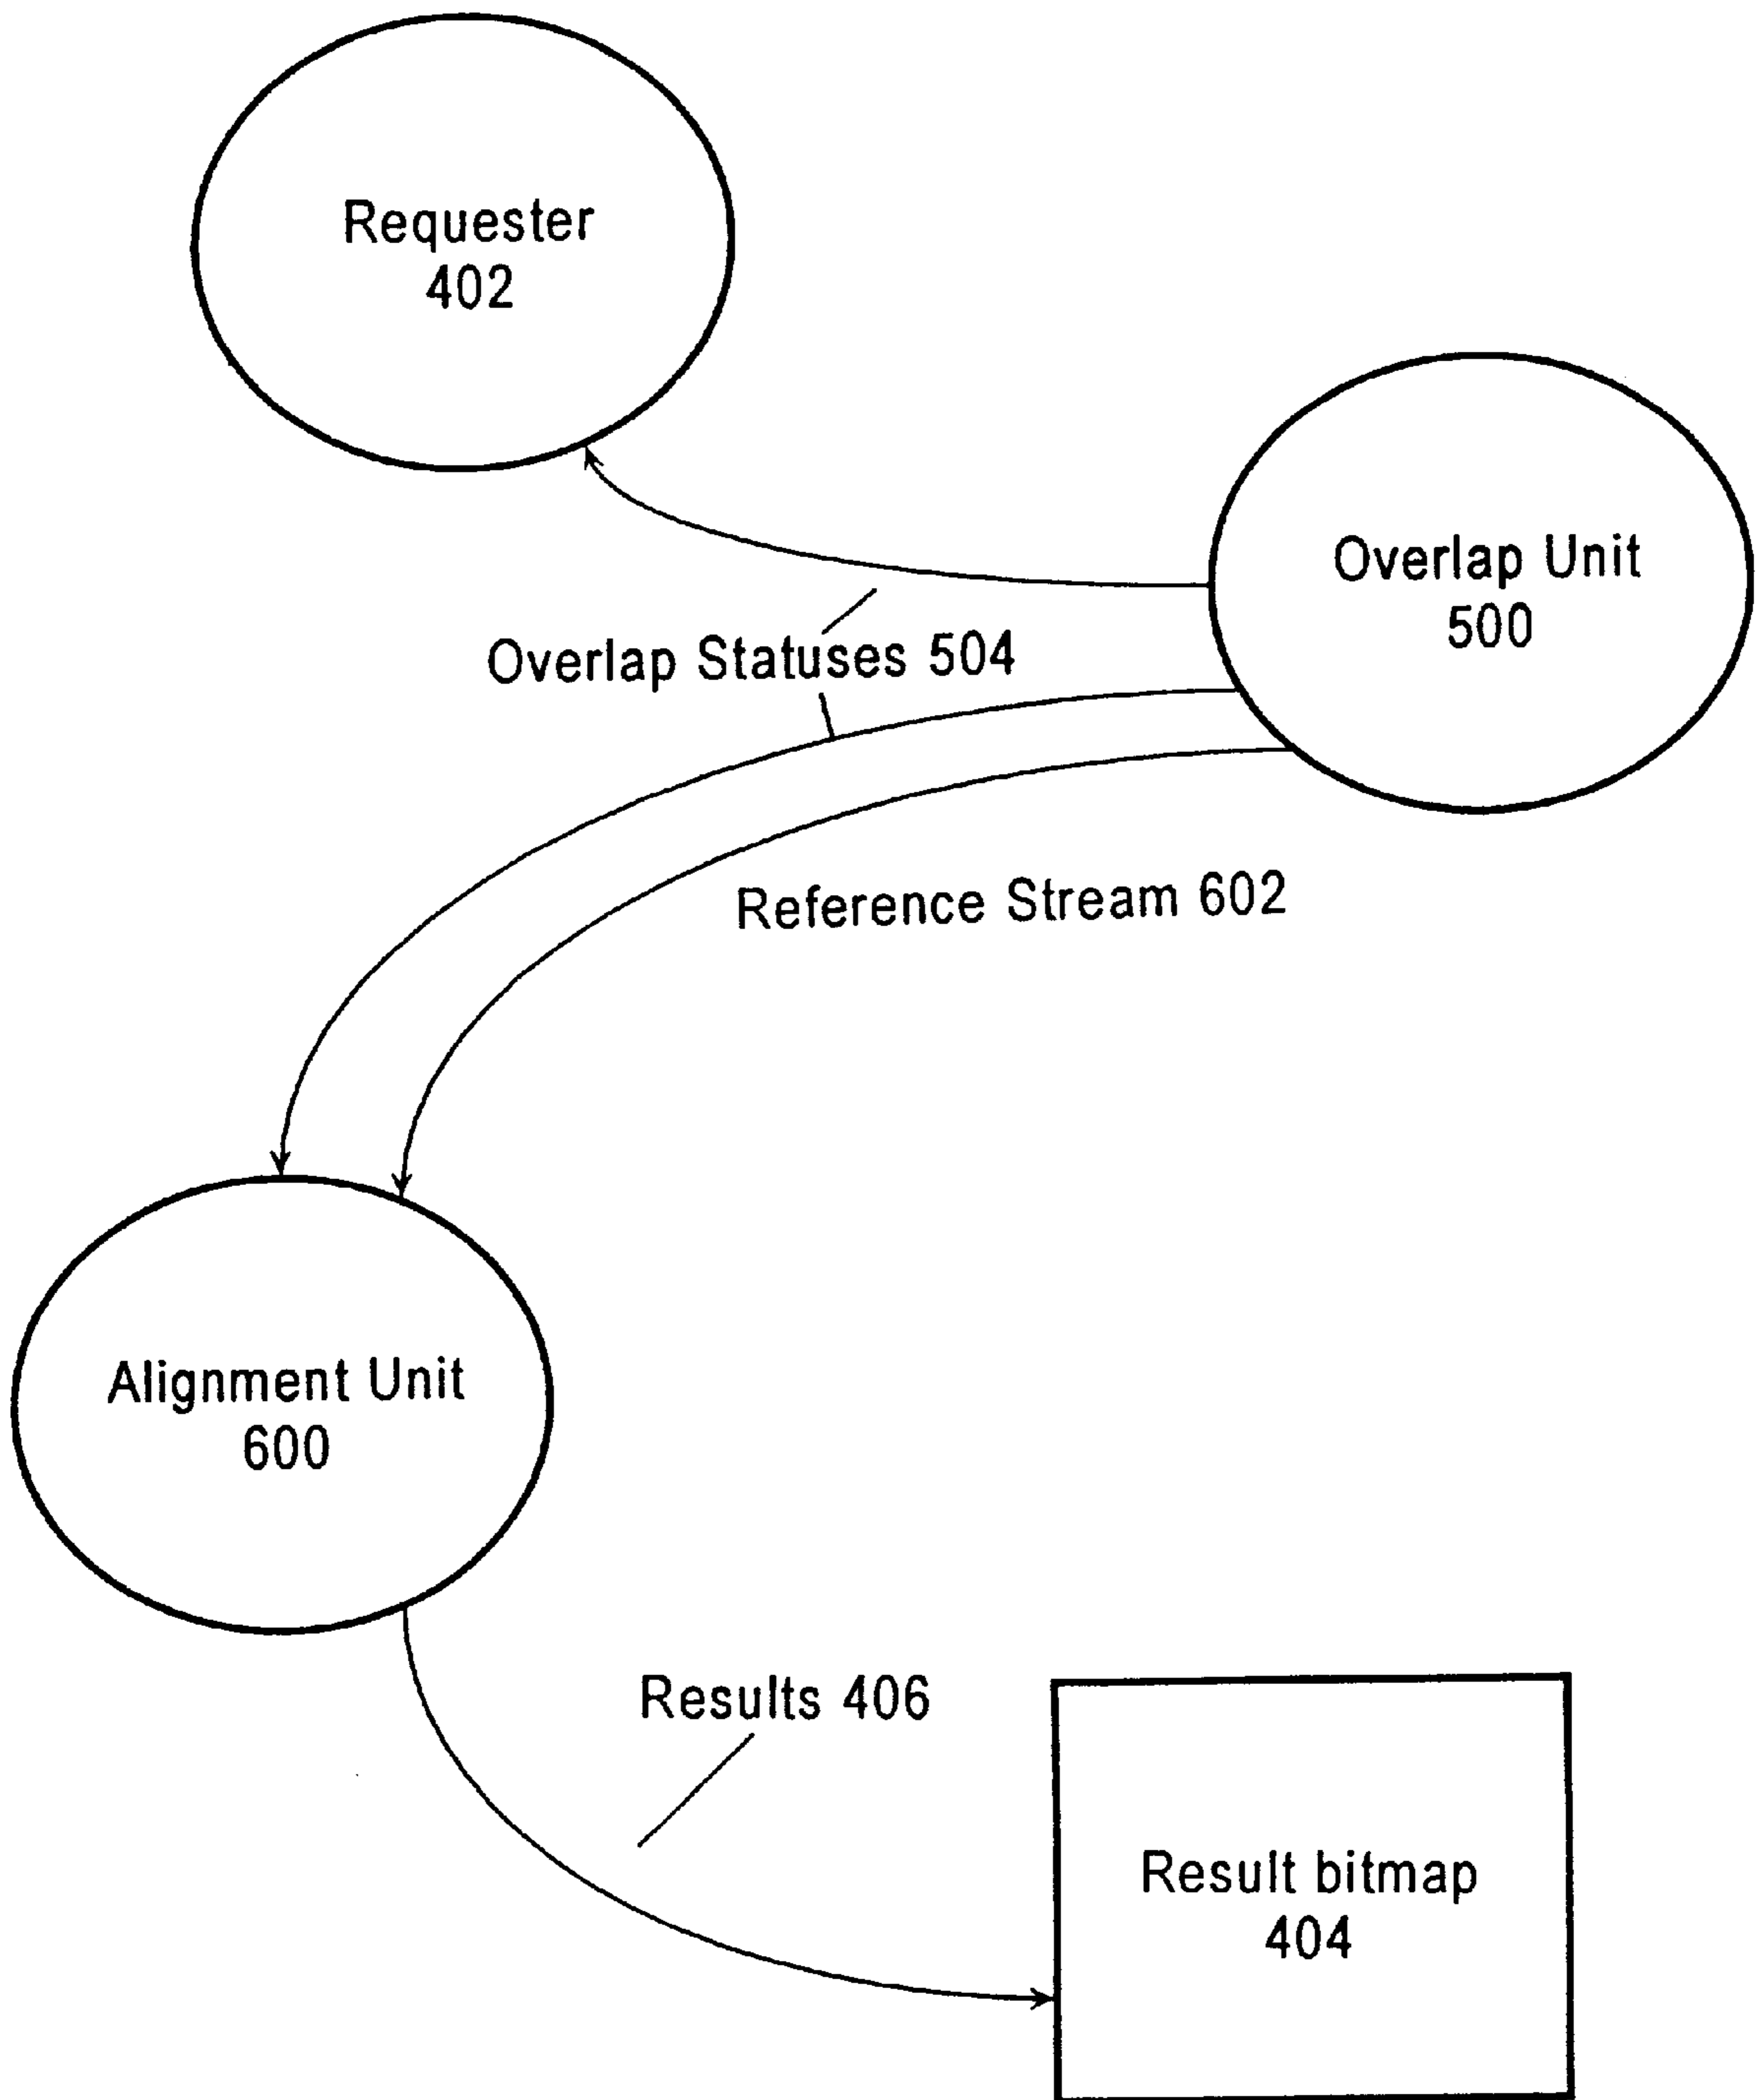 Requester
402
Overlap Unit
500
Overlap Statuses 504
Reference Stream 602
Alignment Unit
600
Results 406
Result bitmap
404